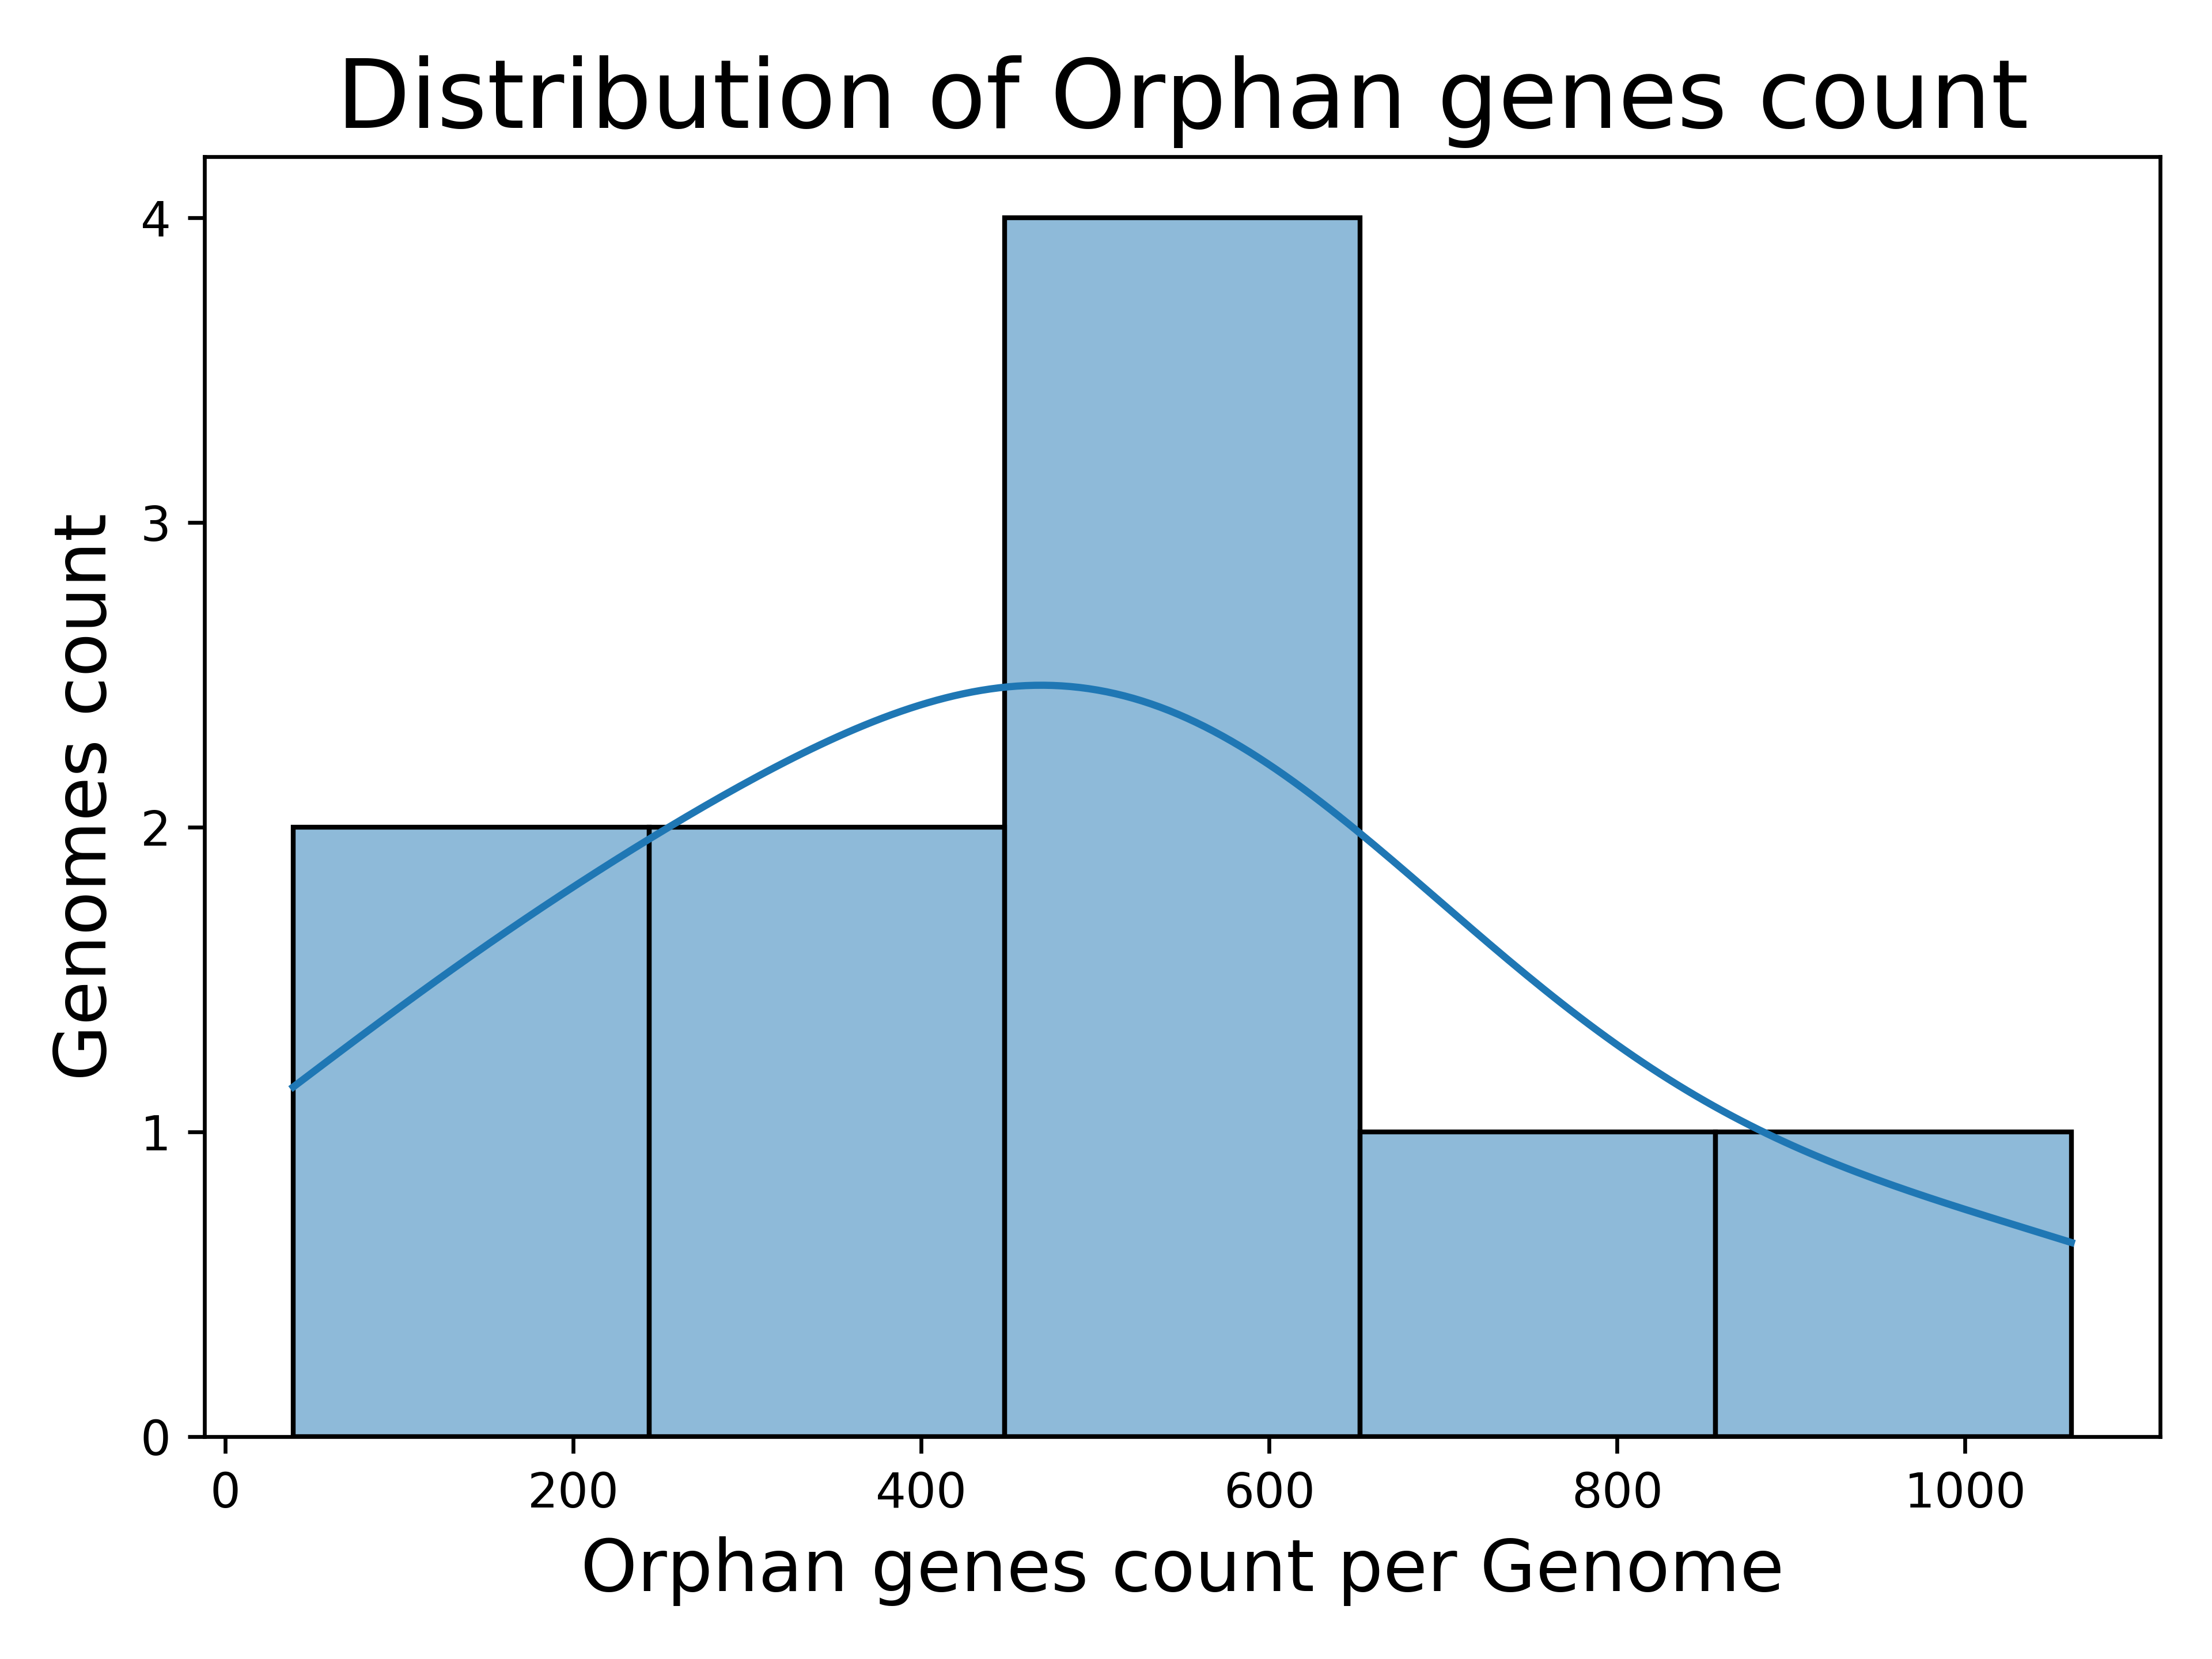 Distribution of Orphan genes count
Genomes count
4
3
2
1
0
0 200 400 600 800 1000
Orphan genes count per Genome